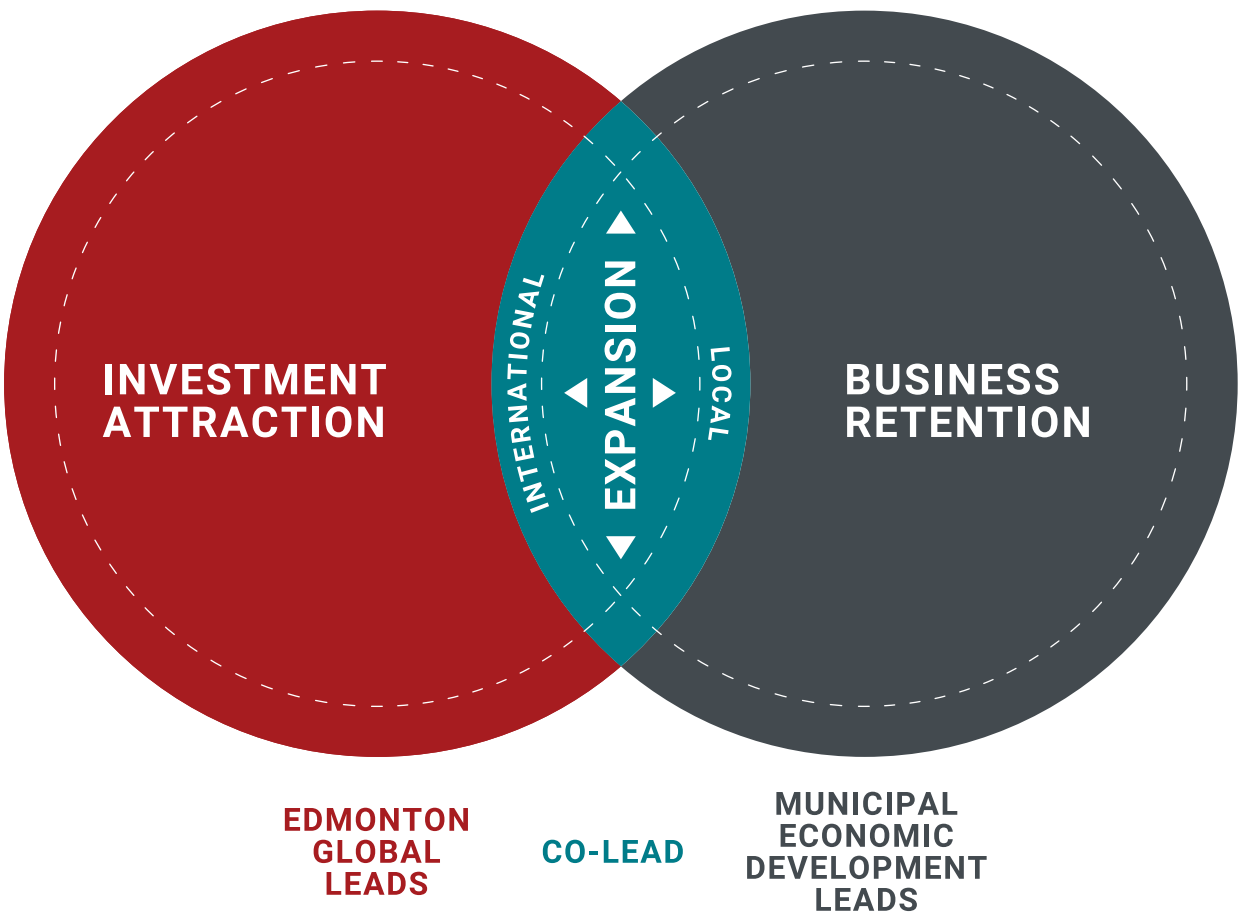 INVESTMENT
ATTRACTION
INTERNATIONAL
EXPANSION
LOCAL
BUSINESS
RETENTION
EDMONTON
GLOBAL
LEADS
CO-LEAD
MUNICIPAL
ECONOMIC
DEVELOPMENT
LEADS